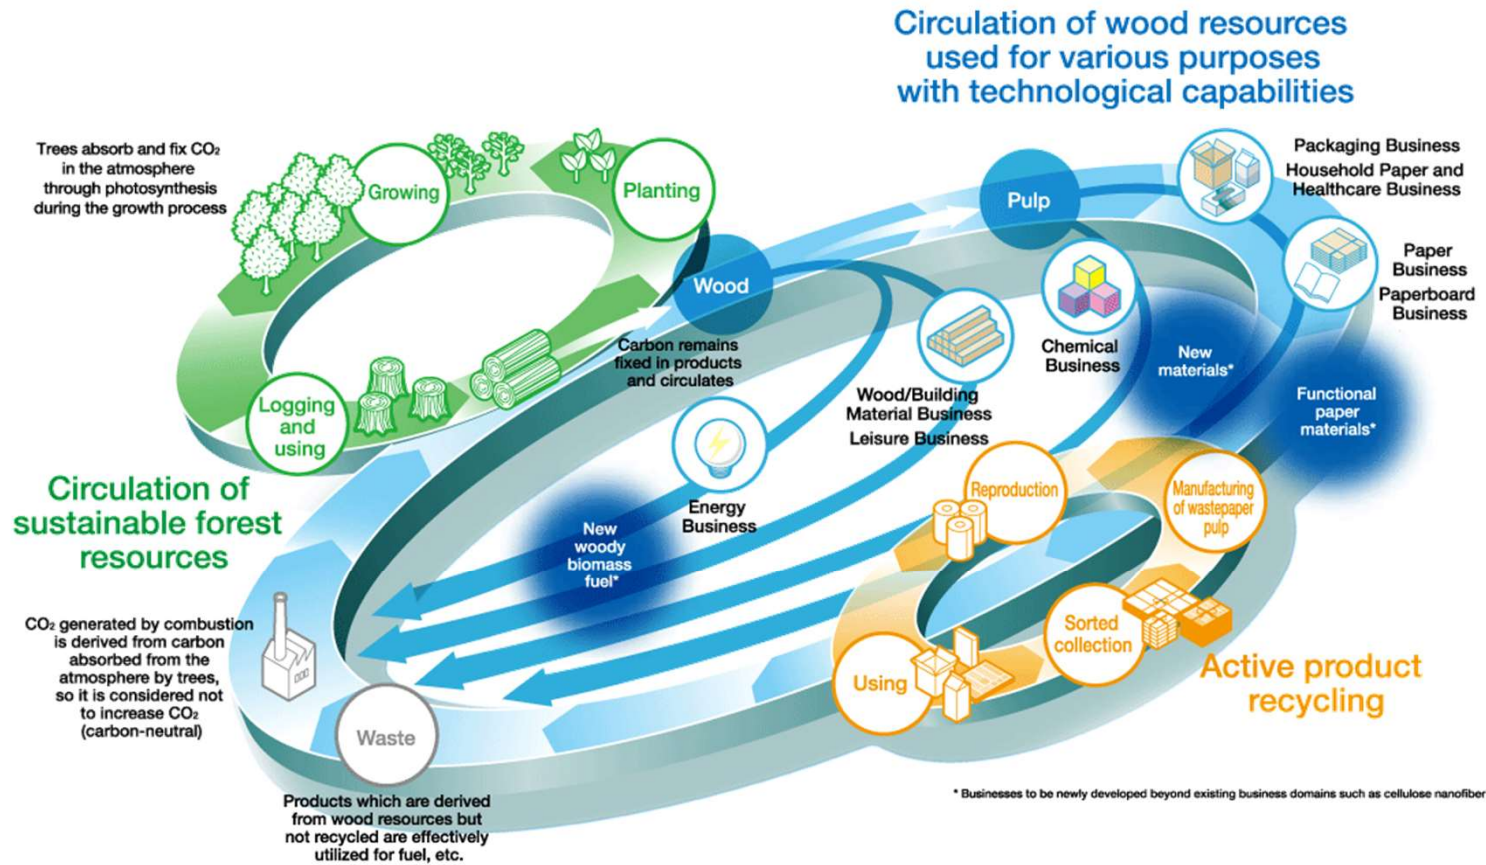 Circulation of wood resources
used for various purposes
with technological capabilities
Trees absorb and fix CO₂
in the atmosphere
through photosynthesis
during the growth process
Growing
Planting
Pulp
Packaging Business
Household Paper and
Healthcare Business
Paper
Business
Paperboard
Business
Wood
Carbon remains
fixed in products
and circulates
Chemical
Business
New
materials*
Functional
paper
materials*
Wood/Building
Material Business
Leisure Business
Logging
and
using
Circulation of
sustainable forest
resources
Energy
Business
New
woody
biomass
fuel*
Reproduction
Manufacturing
of wastepaper
pulp
Sorted
collection
Using
Active product
recycling
CO₂ generated by combustion
is derived from carbon
absorbed from the
atmosphere by trees,
so it is considered not
to increase CO₂
(carbon-neutral)
Waste
Products which are derived
from wood resources but
not recycled are effectively
utilized for fuel, etc.
* Businesses to be newly developed beyond existing business domains such as cellulose nanofiber